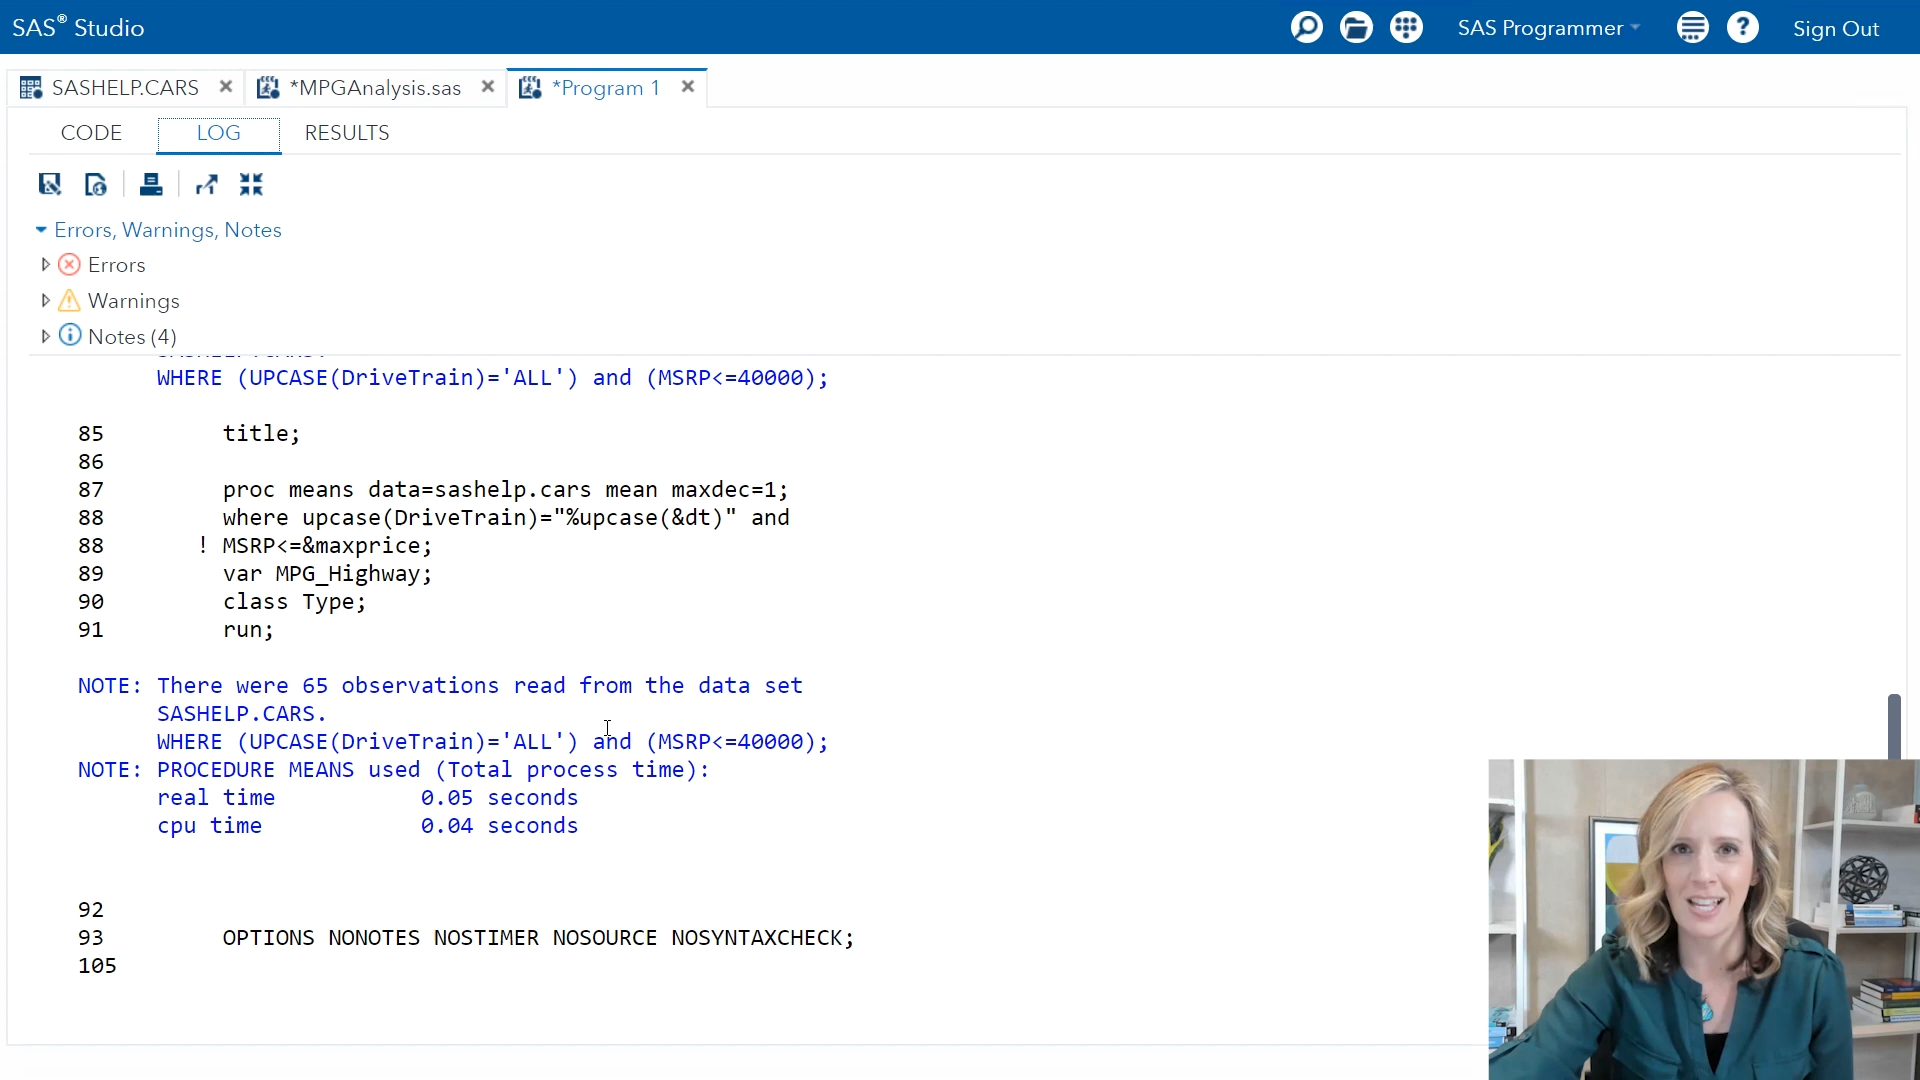 SAS® Studio
SAS Programmer
Sign Out
SASHELP.CARS
*MPGAnalysis.sas
*Program 1
CODE
LOG
RESULTS
Errors, Warnings, Notes
Errors
Warnings
Notes (4)
WHERE (UPCASE(DriveTrain)='ALL') and (MSRP<=40000);
85 title;
86
87 proc means data=sashelp.cars mean maxdec=1;
88 where upcase(DriveTrain)="%upcase(&dt)" and
88 ! MSRP<=&maxprice;
89 var MPG_Highway;
90 class Type;
91 run;
NOTE: There were 65 observations read from the data set
SASHELP.CARS.
WHERE (UPCASE(DriveTrain)='ALL') and (MSRP<=40000);
NOTE: PROCEDURE MEANS used (Total process time):
real time 0.05 seconds
cpu time 0.04 seconds
92
93 OPTIONS NONOTES NOSTIMER NOSOURCE NOSYNTAXCHECK;
105